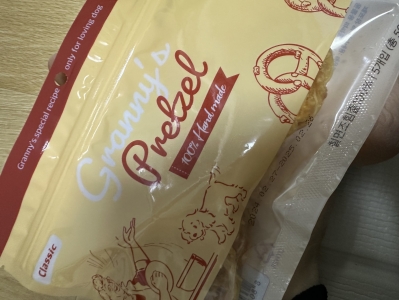 Granny's special recipe
only for loving dog
Granny's
Pretzel
100% Hand made
Classic